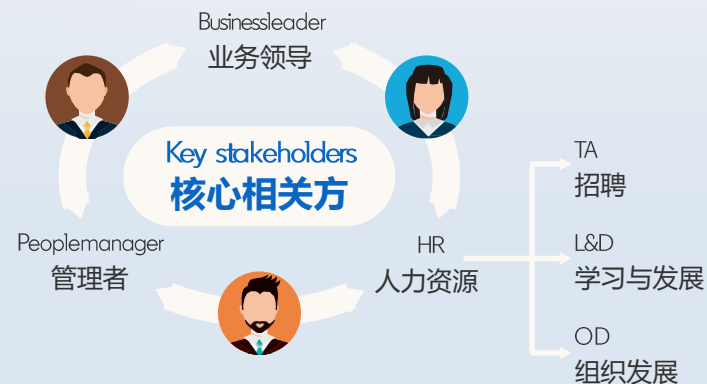 Businessleader
业务领导
Key stakeholders
核心相关方
TA
招聘
Peoplemanager
管理者
HR
人力资源
L&D
学习与发展
OD
组织发展